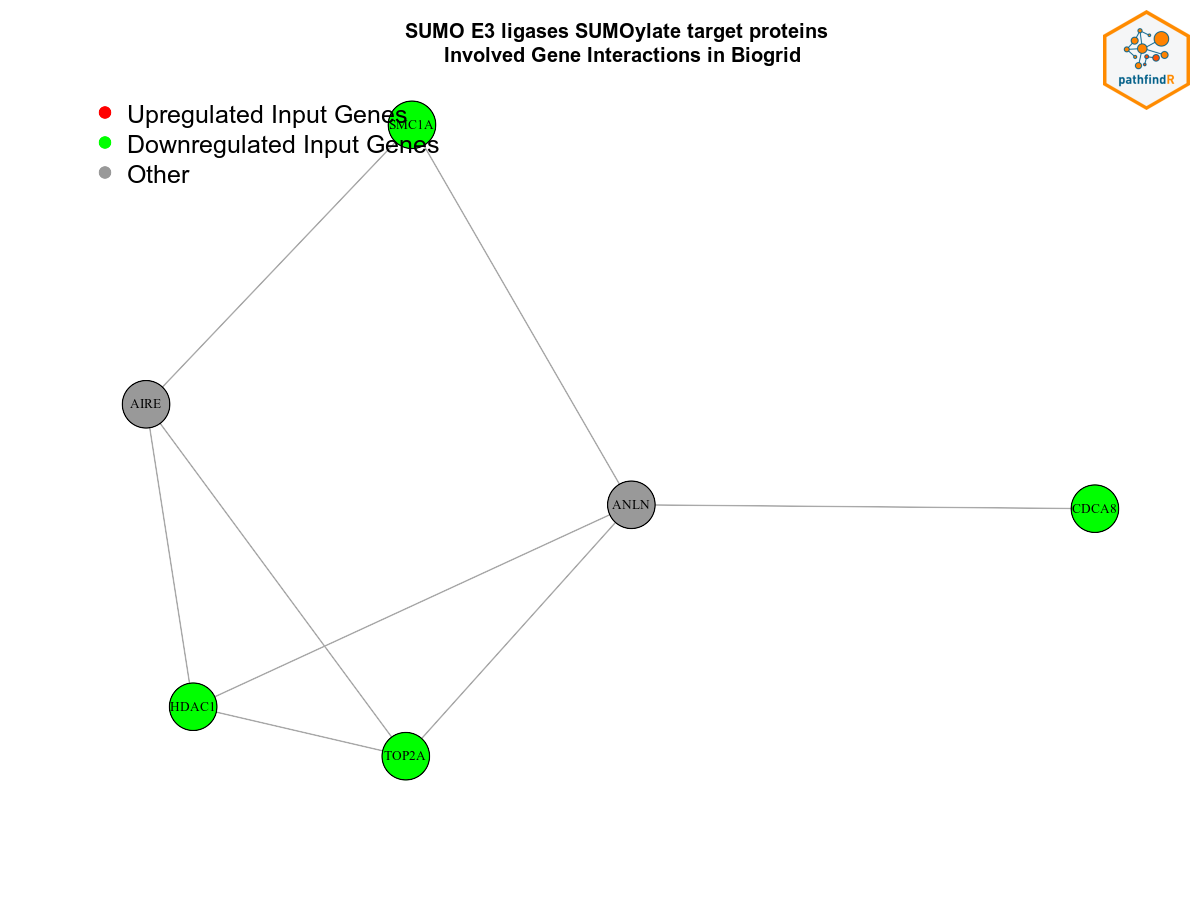 SUMO E3 ligases SUMOylate target proteins
Involved Gene Interactions in Biogrid
pathfindR
Upregulated Input Genes
SMC1A
Downregulated Input Genes
Other
AIRE
ANLN
CDCA8
HDAC1
TOP2A